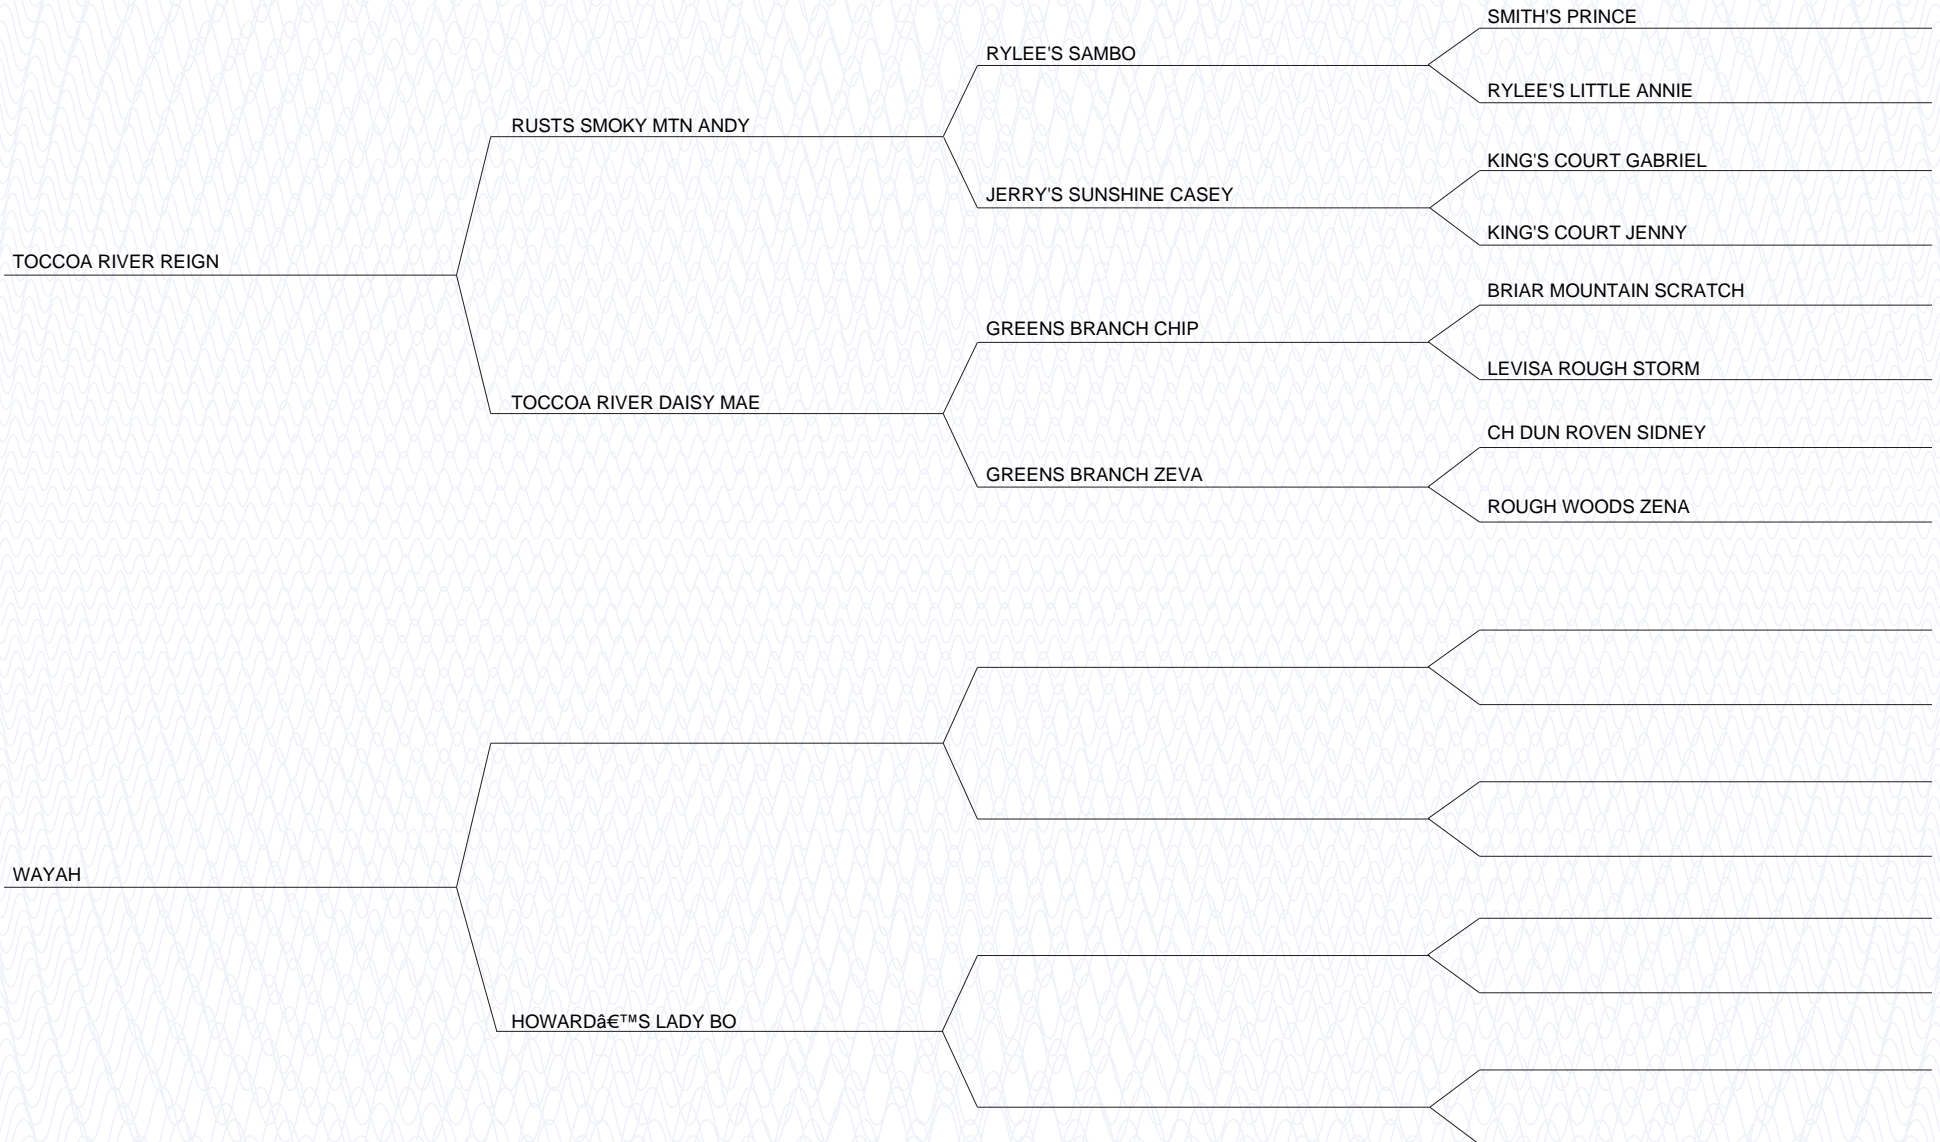 SMITH'S PRINCE
RYLEE'S SAMBO
RYLEE'S LITTLE ANNIE
RUSTS SMOKY MTN ANDY
KING'S COURT GABRIEL
JERRY'S SUNSHINE CASEY
KING'S COURT JENNY
TOCCOA RIVER REIGN
BRIAR MOUNTAIN SCRATCH
GREENS BRANCH CHIP
LEVISA ROUGH STORM
TOCCOA RIVER DAISY MAE
CH DUN ROVEN SIDNEY
GREENS BRANCH ZEVA
ROUGH WOODS ZENA
WAYAH
HOWARDâ€™S LADY BO